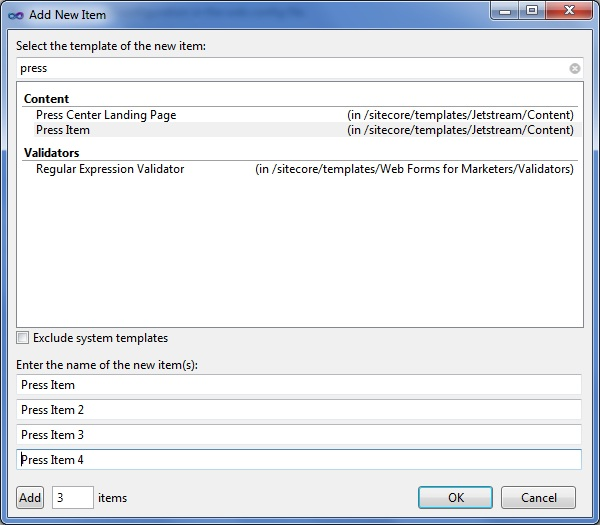 Add New Item
Select the template of the new item:
press
Content
Press Center Landing Page (in /sitecore/templates/Jetstream/Content)
Press Item (in /sitecore/templates/Jetstream/Content)
Validators
Regular Expression Validator (in /sitecore/templates/Web Forms for Marketers/Validators)
Exclude system templates
Enter the name of the new item(s):
Press Item
Press Item 2
Press Item 3
Press Item 4
Add 3 items OK Cancel